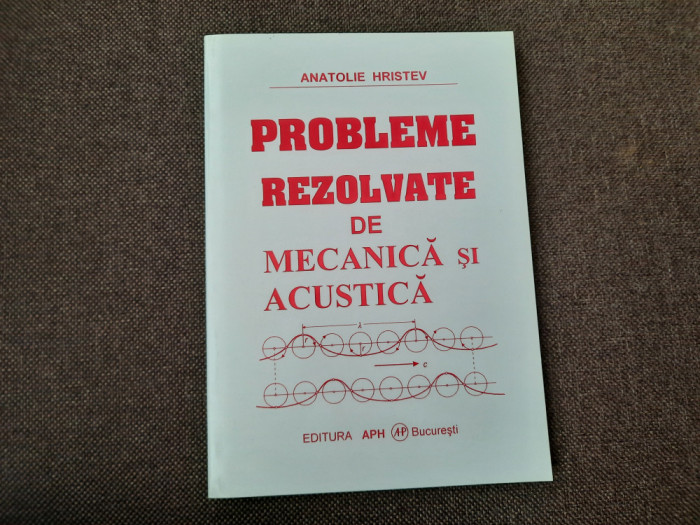 ANATOLIE HRISTEV
PROBLEME
REZOLVATE
DE
MECANICĂ şi
ACUSTICĂ
λ
r
c
EDITURA APH AP Bucureşti